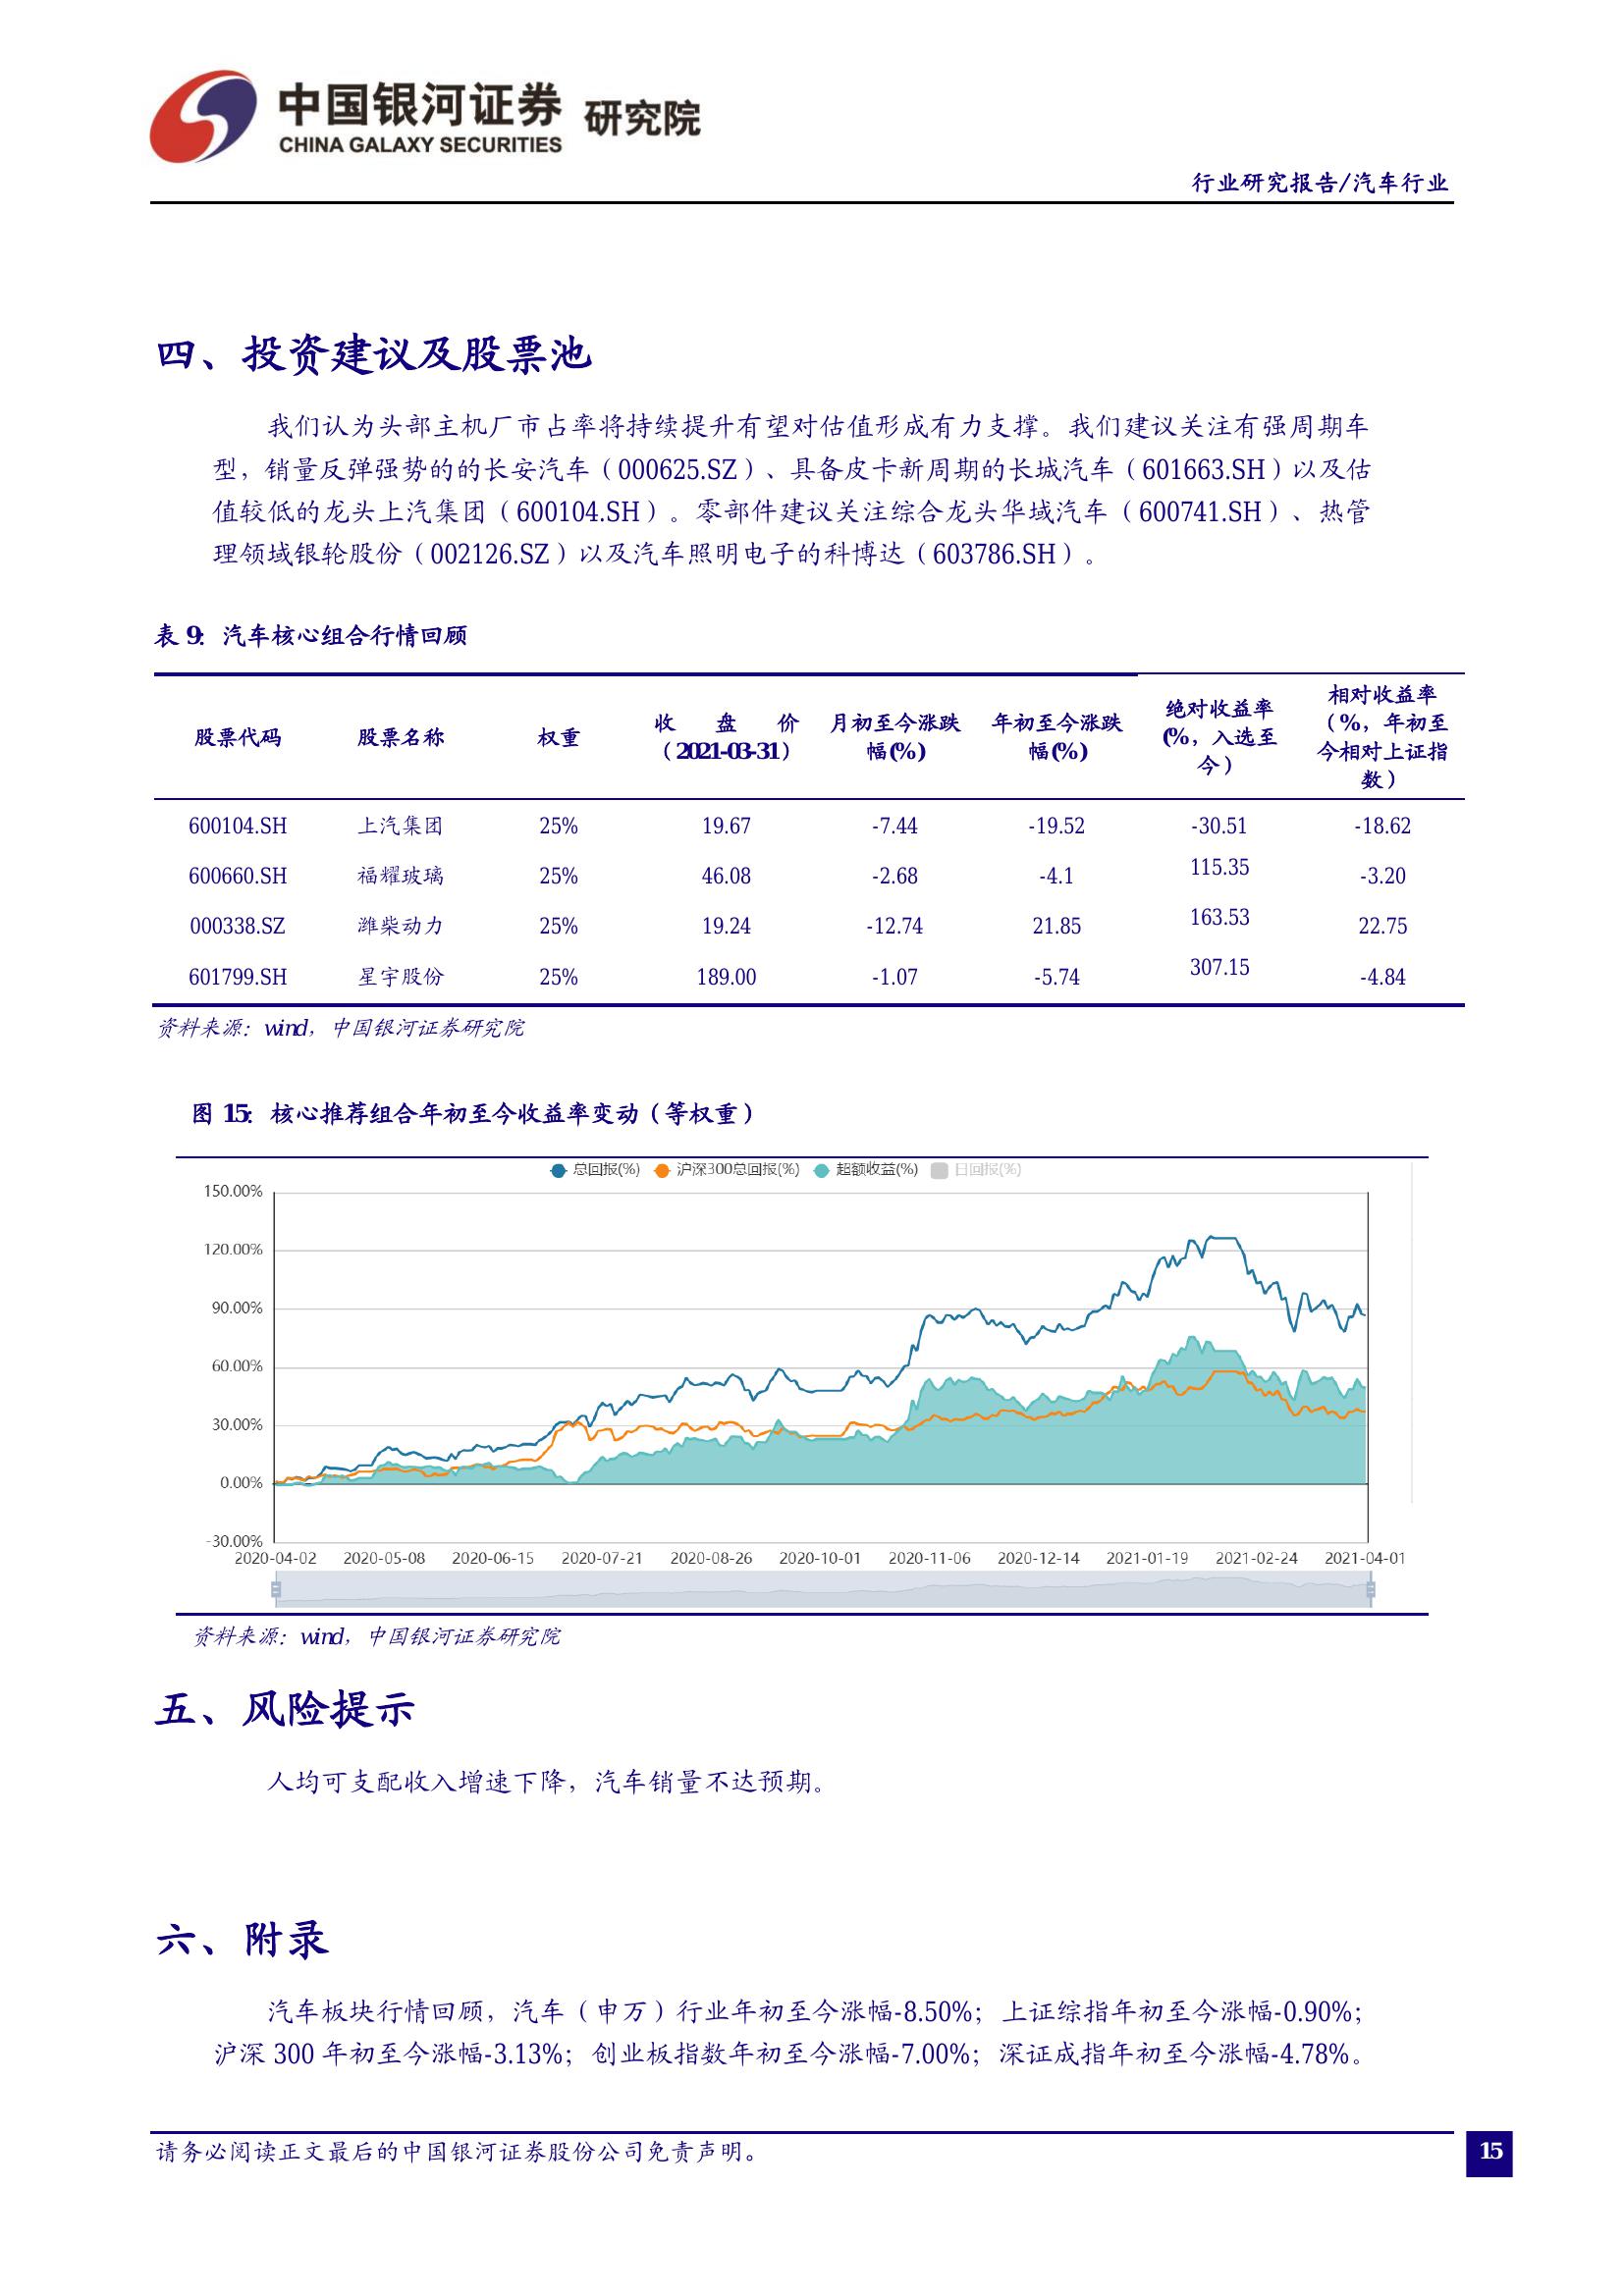 中国银河证券 研究院
CHINA GALAXY SECURITIES
行业研究报告/汽车行业
四、投资建议及股票池
我们认为头部主机厂市占率将持续提升有望对估值形成有力支撑。我们建议关注有强周期车
型，销量反弹强势的的长安汽车（000625.SZ）、具备皮卡新周期的长城汽车（601663.SH）以及估
值较低的龙头上汽集团（600104.SH）。零部件建议关注综合龙头华域汽车（600741.SH）、热管
理领域银轮股份（002126.SZ）以及汽车照明电子的科博达（603786.SH）。
表 9: 汽车核心组合行情回顾
股票代码 股票名称 权重 收盘价（2021-03-31） 月初至今涨跌幅(%) 年初至今涨跌幅(%) 绝对收益率(%，入选至今） 相对收益率（%，年初至今相对上证指数）
600104.SH 上汽集团 25% 19.67 -7.44 -19.52 -30.51 -18.62
600660.SH 福耀玻璃 25% 46.08 -2.68 -4.1 115.35 -3.20
000338.SZ 潍柴动力 25% 19.24 -12.74 21.85 163.53 22.75
601799.SH 星宇股份 25% 189.00 -1.07 -5.74 307.15 -4.84
资料来源：wind，中国银河证券研究院
图 15: 核心推荐组合年初至今收益率变动（等权重）
总回报(%) 沪深300总回报(%) 超额收益(%) 日回报(%)
150.00%
120.00%
90.00%
60.00%
30.00%
0.00%
-30.00%
2020-04-02 2020-05-08 2020-06-15 2020-07-21 2020-08-26 2020-10-01 2020-11-06 2020-12-14 2021-01-19 2021-02-24 2021-04-01
资料来源：wind，中国银河证券研究院
五、风险提示
人均可支配收入增速下降，汽车销量不达预期。
六、附录
汽车板块行情回顾，汽车（申万）行业年初至今涨幅-8.50%；上证综指年初至今涨幅-0.90%；
沪深 300 年初至今涨幅-3.13%；创业板指数年初至今涨幅-7.00%；深证成指年初至今涨幅-4.78%。
请务必阅读正文最后的中国银河证券股份公司免责声明。
15